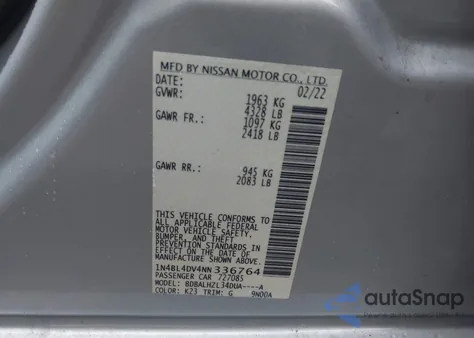 MFD BY NISSAN MOTOR CO., LTD.
DATE: 02/22
GVWR: 1963 KG
4328 LB
GAWR FR.: 1097 KG
2418 LB
GAWR RR.: 945 KG
2083 LB
THIS VEHICLE CONFORMS TO
ALL APPLICABLE U.S. FEDERAL
MOTOR VEHICLE SAFETY,
BUMPER, AND THEFT
PREVENTION STANDARDS IN
EFFECT ON THE DATE OF
MANUFACTURE SHOWN ABOVE.
1N4BL4DV4NN336764
PASSENGER CAR 727085
MODEL: BDBALHZL34DUA----A
COLOR: K23 TRIM: G 9N00A
autoSnap